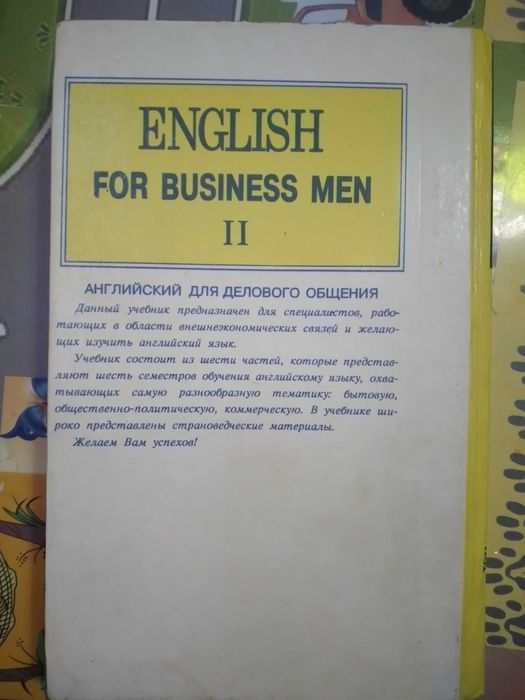 ENGLISH
FOR BUSINESS MEN
II
АНГЛИЙСКИЙ ДЛЯ ДЕЛОВОГО ОБЩЕНИЯ
Данный учебник предназначен для специалистов, рабо-
тающих в области внешнеэкономических связей и желаю-
щих изучить английский язык.
Учебник состоит из шести частей, которые представ-
ляют шесть семестров обучения английскому языку, охва-
тывающих самую разнообразную тематику: бытовую,
общественно-политическую, коммерческую. В учебнике ши-
роко представлены страноведческие материалы.
Желаем Вам успехов!